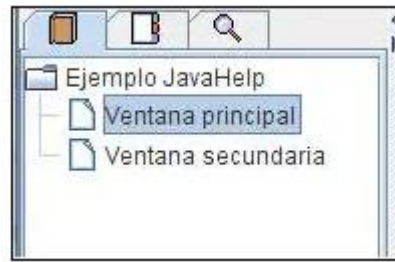 Ejemplo JavaHelp
Ventana principal
Ventana secundaria